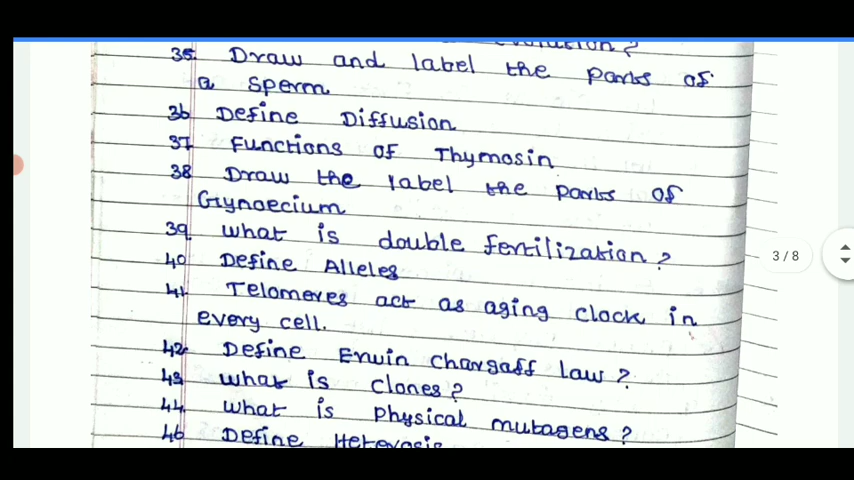 evolution?
35. Draw and label the parts of
a sperm
36 Define Diffusion
37 Functions of Thymosin
38 Draw the label the parts of
Gynoecium
39 What is double fertilization?
40 Define Alleles
41 Telomeres act as aging clock in
every cell.
42 Define Erwin Chargaff law?
43 What is clones?
44 What is physical mutagens?
46 Define Heterosis
3 / 8